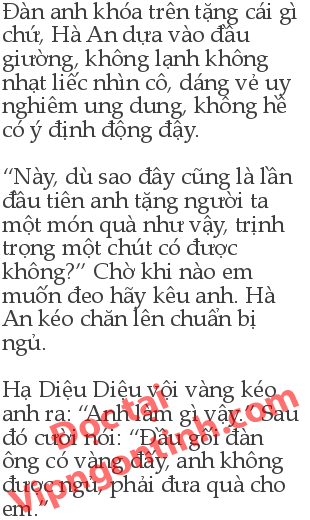 Đàn anh khóa trên tặng cái gì
chứ, Hà An dựa vào đầu
giường, không lạnh không
nhạt liếc nhìn cô, dáng vẻ uy
nghiêm ung dung, không hề
có ý định động đậy.
“Này, dù sao đây cũng là lần
đầu tiên anh tặng người ta
một món quà như vậy, trịnh
trọng một chút có được
không?” Chờ khi nào em
muốn đeo hãy kêu anh. Hà
An kéo chăn lên chuẩn bị
ngủ.
Hạ Diệu Diệu vội vàng kéo
anh ra: “Anh làm gì vậy.” Sau
đó cười nói: “Đầu gối đàn
ông có vàng đấy, anh không
được ngủ, phải đưa quà cho
em.”
Đọc tại
Vipngontinh.com